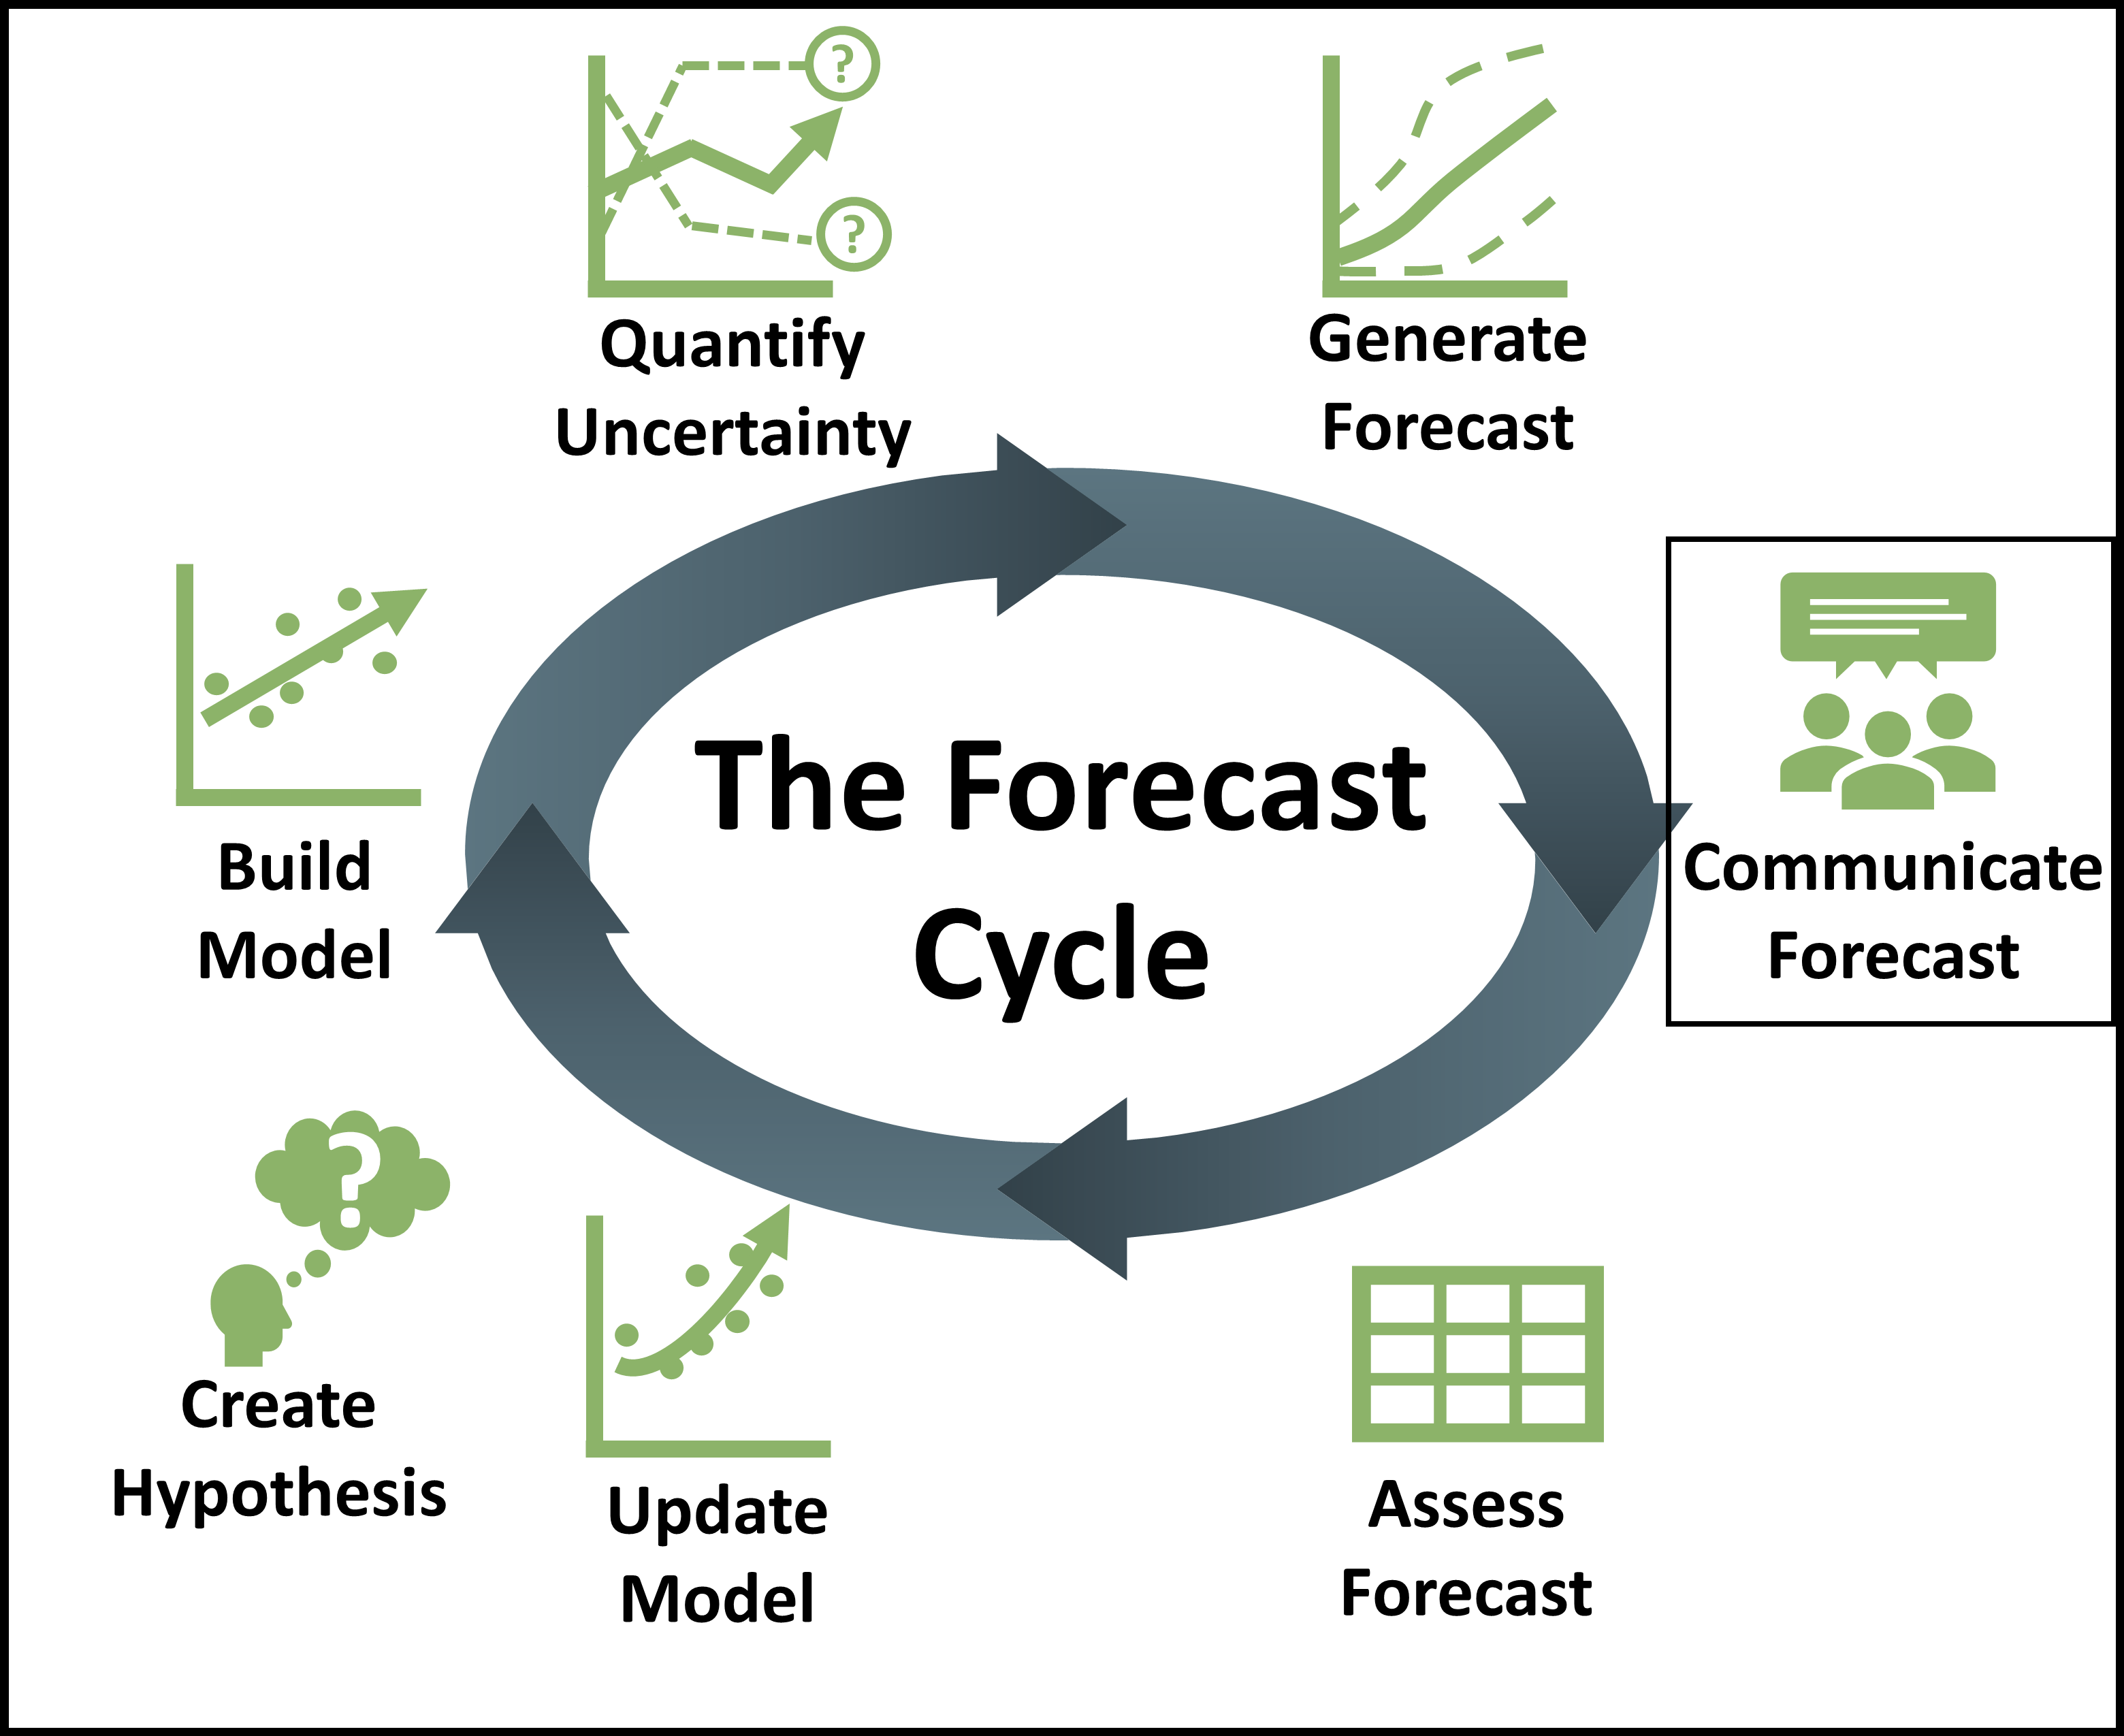 ?
?
Quantify
Uncertainty
Generate
Forecast
Build
Model
The Forecast
Cycle
Communicate
Forecast
?
Create
Hypothesis
Update
Model
Assess
Forecast